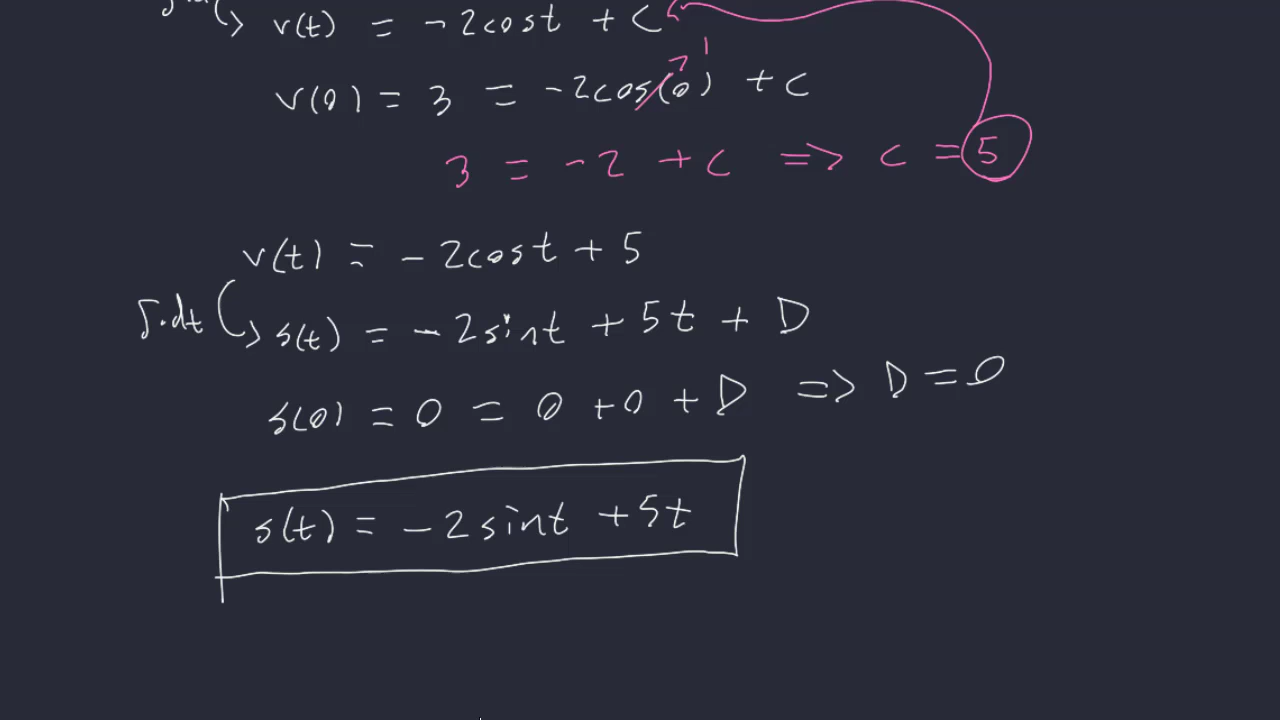 v(t) = -2cost + C
v(0) = 3 = -2cos(0) + C
1
3 = -2 + C => C = 5
v(t) = -2cost + 5
∫·dt s(t) = -2sint + 5t + D
s(0) = 0 = 0 + 0 + D => D = 0
s(t) = -2sint + 5t